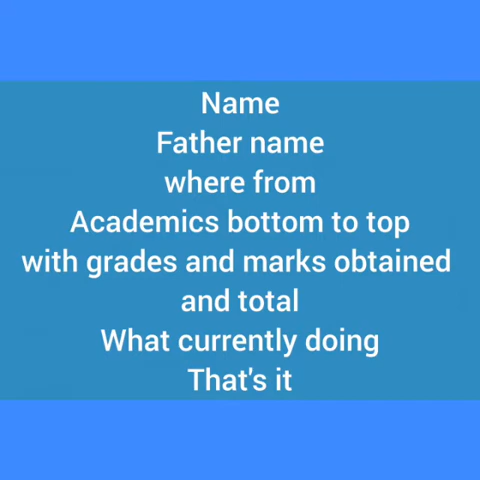 Name
Father name
where from
Academics bottom to top
with grades and marks obtained
and total
What currently doing
That's it